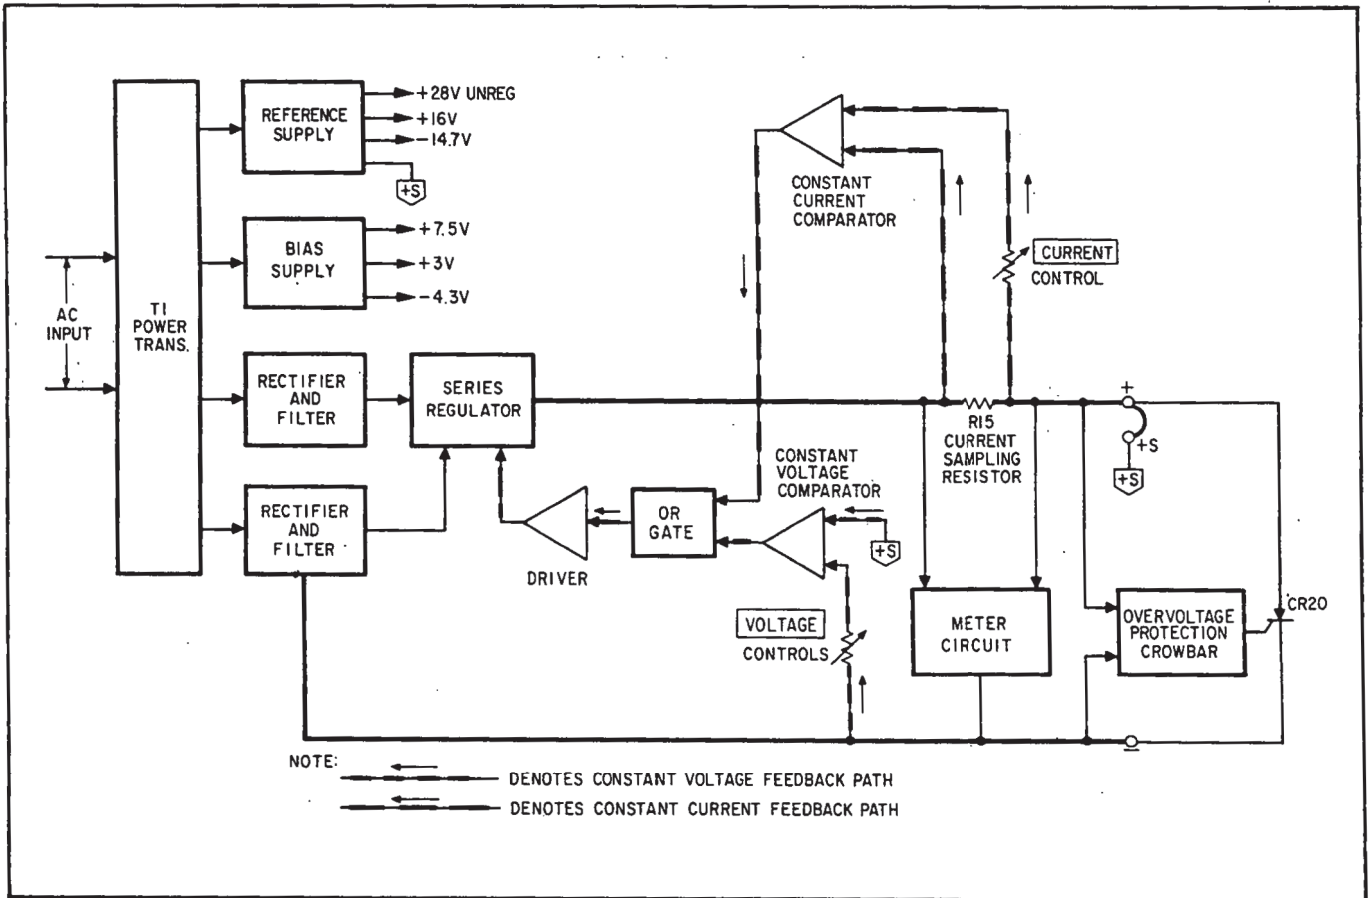 REFERENCE
SUPPLY
+28V UNREG
+16V
-14.7V
+S
BIAS
SUPPLY
+7.5V
+3V
-4.3V
AC
INPUT
T1
POWER
TRANS.
RECTIFIER
AND
FILTER
SERIES
REGULATOR
RECTIFIER
AND
FILTER
DRIVER
OR
GATE
CONSTANT
CURRENT
COMPARATOR
CURRENT
CONTROL
CONSTANT
VOLTAGE
COMPARATOR
+S
VOLTAGE
CONTROLS
R15
CURRENT
SAMPLING
RESISTOR
+
+S
+S
METER
CIRCUIT
OVERVOLTAGE
PROTECTION
CROWBAR
CR20
−
NOTE:
DENOTES CONSTANT VOLTAGE FEEDBACK PATH
DENOTES CONSTANT CURRENT FEEDBACK PATH